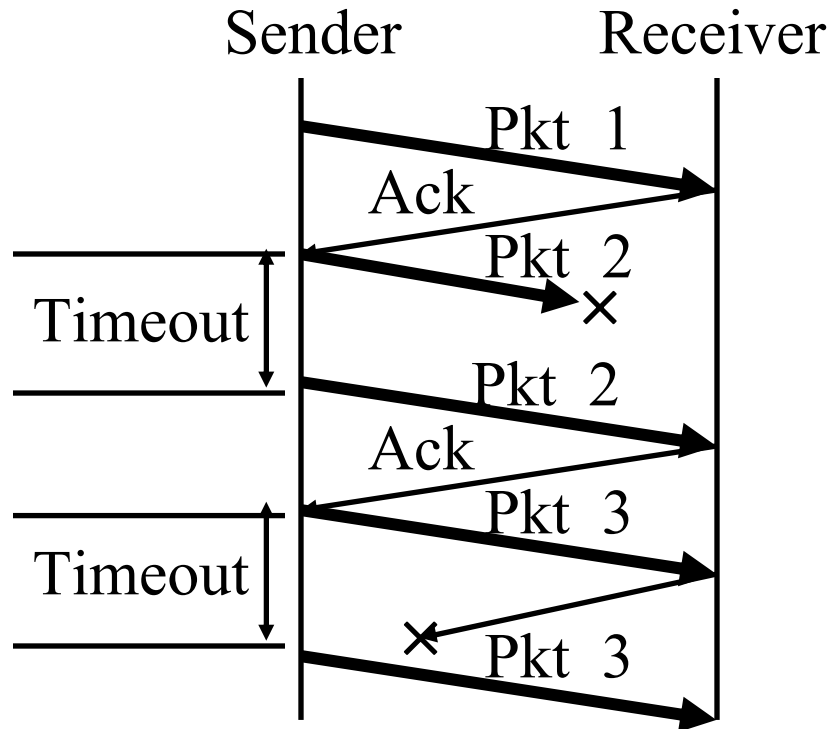 Sender Receiver
Pkt 1
Ack
Pkt 2
Timeout
Pkt 2
Ack
Pkt 3
Timeout
Pkt 3